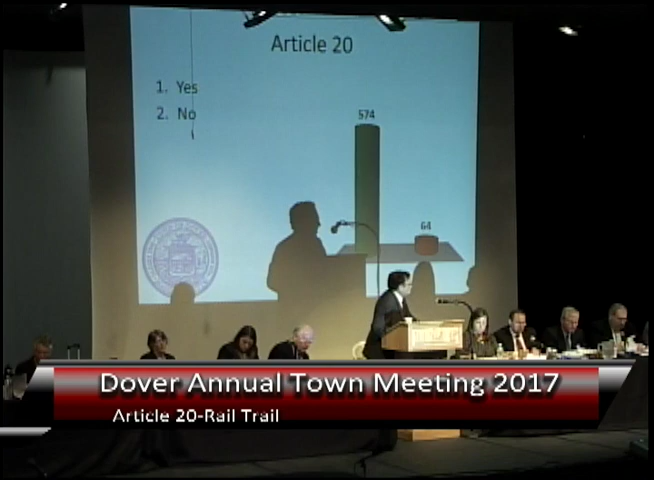 Article 20
1. Yes
2. No
574
64
Dover Annual Town Meeting 2017
Article 20-Rail Trail